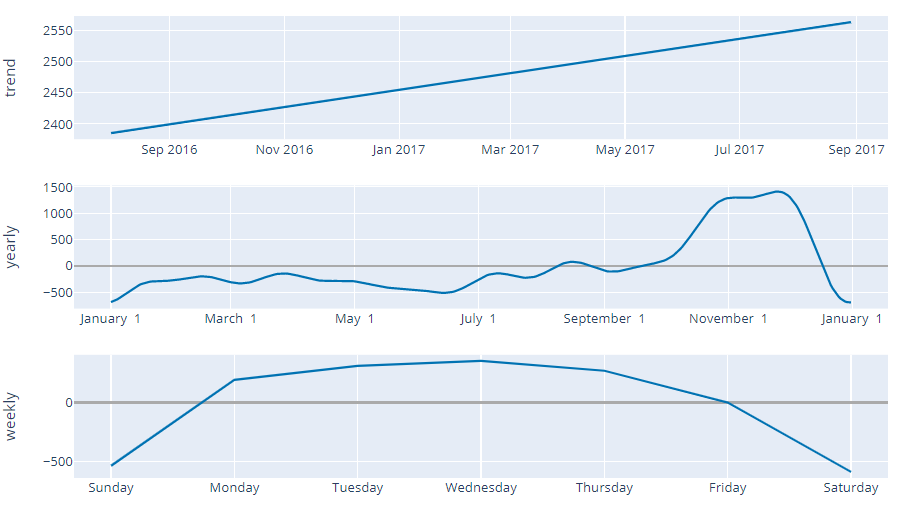 trend
2550
2500
2450
2400
Sep 2016 Nov 2016 Jan 2017 Mar 2017 May 2017 Jul 2017 Sep 2017
yearly
1500
1000
500
0
−500
January 1 March 1 May 1 July 1 September 1 November 1 January 1
weekly
0
−500
Sunday Monday Tuesday Wednesday Thursday Friday Saturday